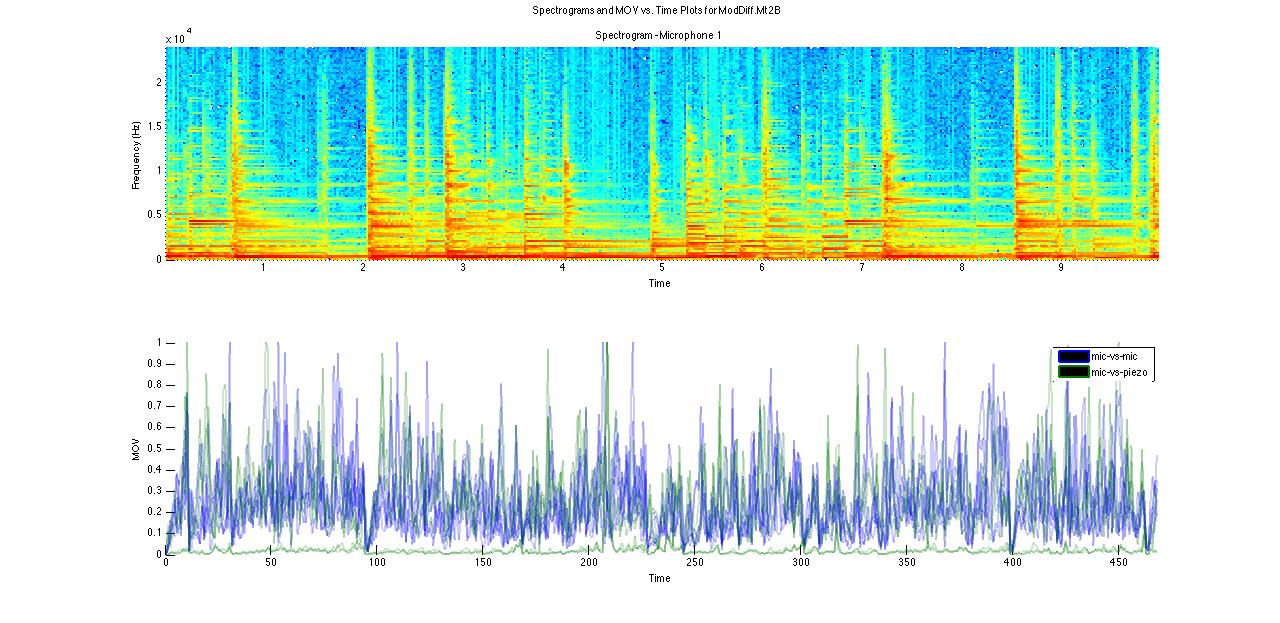 Spectrograms and MOV vs. Time Plots for ModDiff.Mt2B
Spectrogram - Microphone 1
x 10^4
2
1.5
1
0.5
0
Frequency (Hz)
1 2 3 4 5 6 7 8 9
Time
1
0.9
0.8
0.7
0.6
0.5
0.4
0.3
0.2
0.1
0
MOV
mic-vs-mic
mic-vs-piezo
0 50 100 150 200 250 300 350 400 450
Time